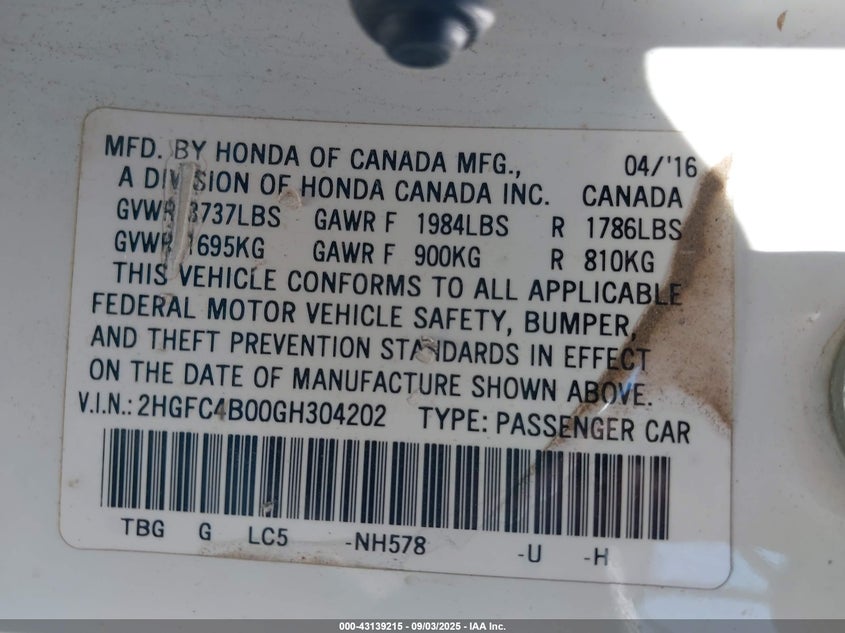 MFD. BY HONDA OF CANADA MFG., 04/'16
A DIVISION OF HONDA CANADA INC. CANADA
GVWR 3737LBS GAWR F 1984LBS R 1786LBS
GVWR 1695KG GAWR F 900KG R 810KG
THIS VEHICLE CONFORMS TO ALL APPLICABLE
FEDERAL MOTOR VEHICLE SAFETY, BUMPER,
AND THEFT PREVENTION STANDARDS IN EFFECT
ON THE DATE OF MANUFACTURE SHOWN ABOVE.
V.I.N.: 2HGFC4B00GH304202 TYPE: PASSENGER CAR
TBG G LC5 -NH578 -U -H
000-43139215 - 09/03/2025 - IAA Inc.